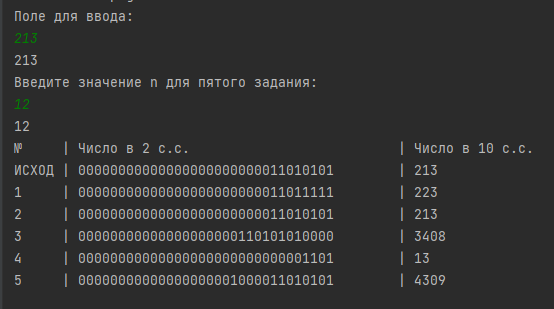 Поле для ввода:
213
213
Введите значение n для пятого задания:
12
12
№ | Число в 2 с.с. | Число в 10 с.с.
ИСХОД | 00000000000000000000000011010101 | 213
1 | 00000000000000000000000011011111 | 223
2 | 00000000000000000000000011010101 | 213
3 | 00000000000000000000110101010000 | 3408
4 | 00000000000000000000000000001101 | 13
5 | 00000000000000000001000011010101 | 4309